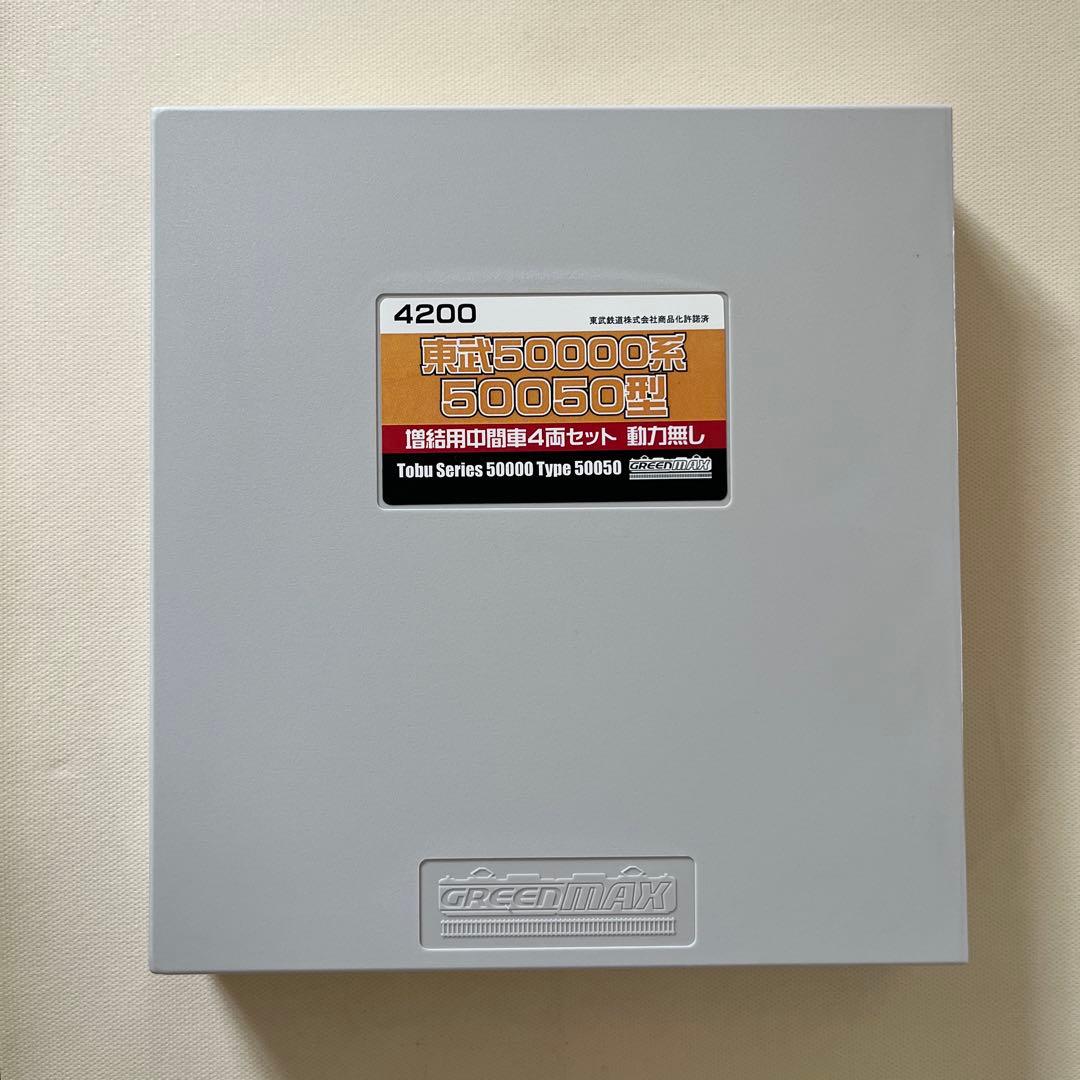 4200
東武鉄道株式会社商品化許諾済
東武50000系
50050型
増結用中間車4両セット 動力無し
Tobu Series 50000 Type 50050 GREENMAX
GREENMAX